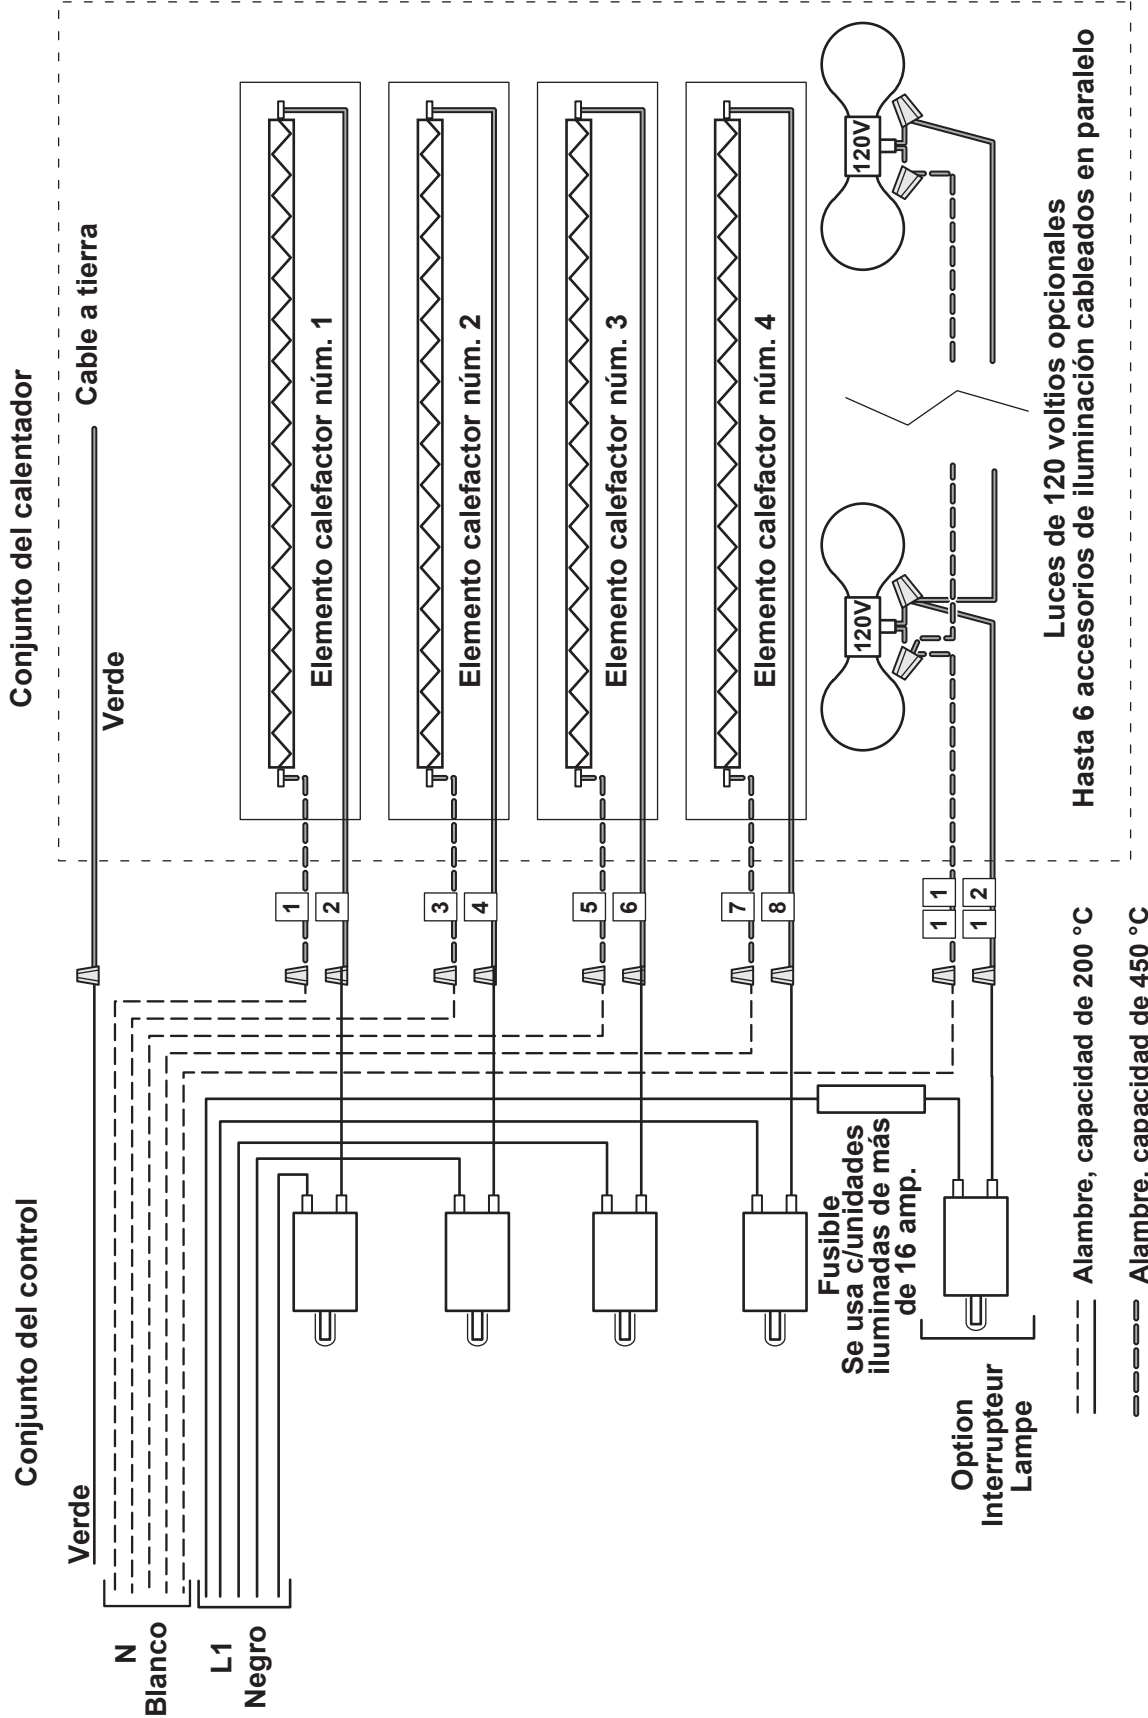 Conjunto del control
Conjunto del calentador
Verde
Verde
Cable a tierra
N
Blanco
L1
Negro
1
2
Elemento calefactor núm. 1
3
4
Elemento calefactor núm. 2
5
6
Elemento calefactor núm. 3
7
8
Elemento calefactor núm. 4
Fusible
Se usa c/unidades
iluminadas de más
de 16 amp.
120V
120V
1 1
1 2
Option
Interrupteur
Lampe
Luces de 120 voltios opcionales
Hasta 6 accesorios de iluminación cableados en paralelo
Alambre, capacidad de 200 °C
Alambre, capacidad de 450 °C